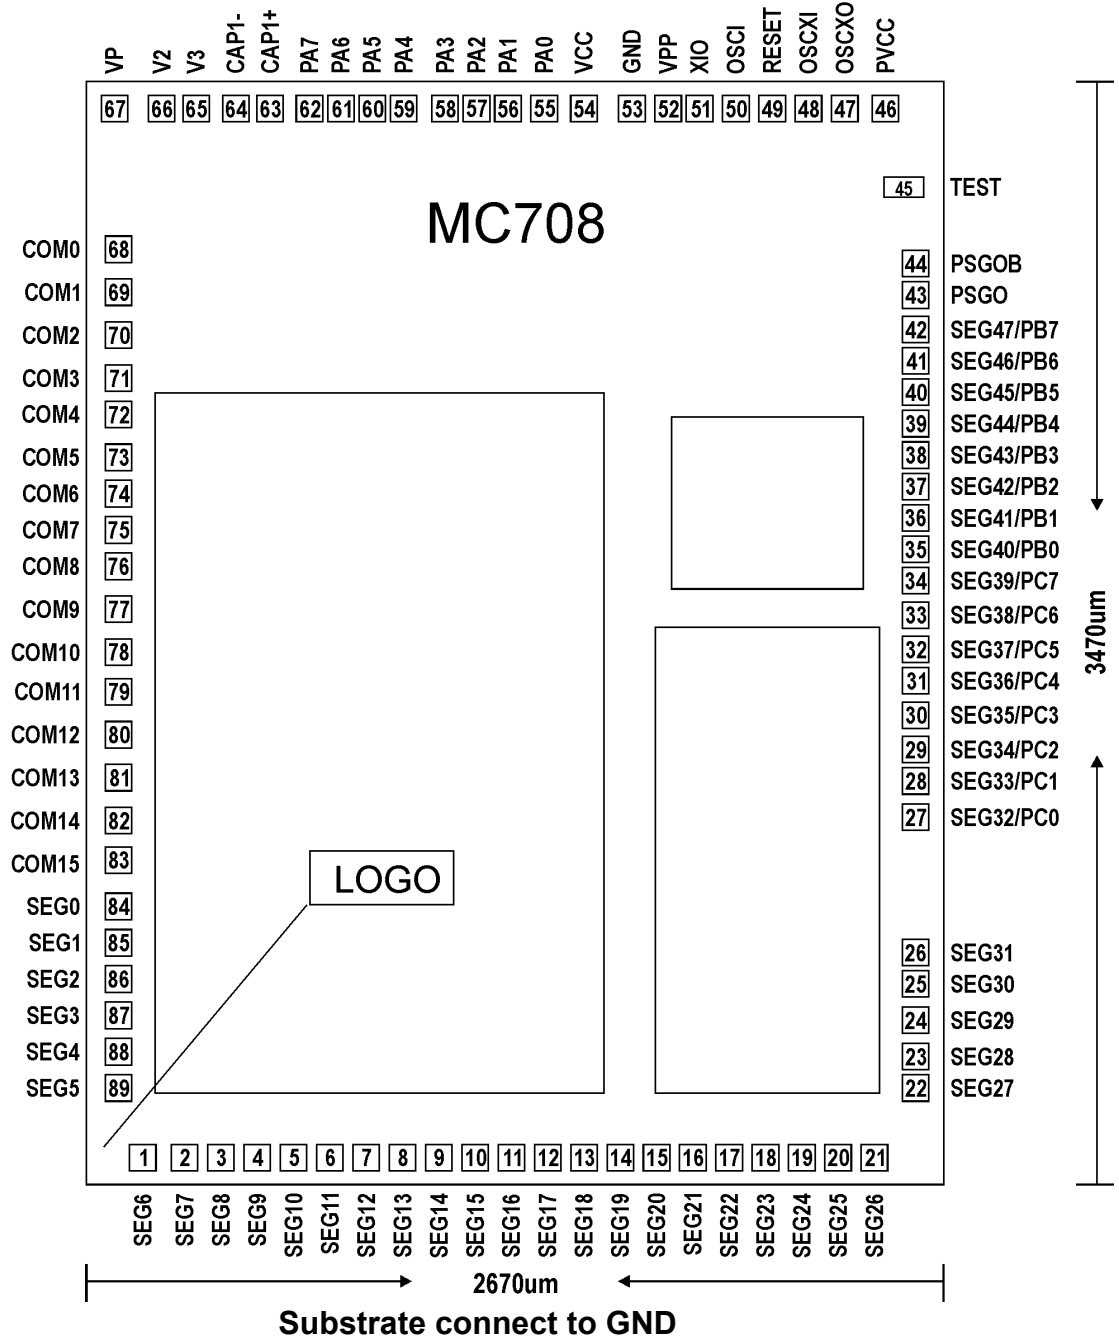 VP V2 V3 CAP1- CAP1+ PA7 PA6 PA5 PA4 PA3 PA2 PA1 PA0 VCC GND VPP XIO OSCI RESET OSCXI OSCXO PVCC
67 66 65 64 63 62 61 60 59 58 57 56 55 54 53 52 51 50 49 48 47 46
45 TEST
MC708
COM0 68
44 PSGOB
COM1 69
43 PSGO
COM2 70
42 SEG47/PB7
41 SEG46/PB6
COM3 71
40 SEG45/PB5
COM4 72
39 SEG44/PB4
COM5 73
38 SEG43/PB3
COM6 74
37 SEG42/PB2
COM7 75
36 SEG41/PB1
35 SEG40/PB0
COM8 76
34 SEG39/PC7
COM9 77
33 SEG38/PC6
COM10 78
32 SEG37/PC5
3470um
COM11 79
31 SEG36/PC4
30 SEG35/PC3
COM12 80
29 SEG34/PC2
COM13 81
28 SEG33/PC1
COM14 82
27 SEG32/PC0
COM15 83
LOGO
SEG0 84
SEG1 85
26 SEG31
SEG2 86
25 SEG30
SEG3 87
24 SEG29
SEG4 88
23 SEG28
SEG5 89
22 SEG27
1 2 3 4 5 6 7 8 9 10 11 12 13 14 15 16 17 18 19 20 21
SEG6 SEG7 SEG8 SEG9 SEG10 SEG11 SEG12 SEG13 SEG14 SEG15 SEG16 SEG17 SEG18 SEG19 SEG20 SEG21 SEG22 SEG23 SEG24 SEG25 SEG26
2670um
Substrate connect to GND